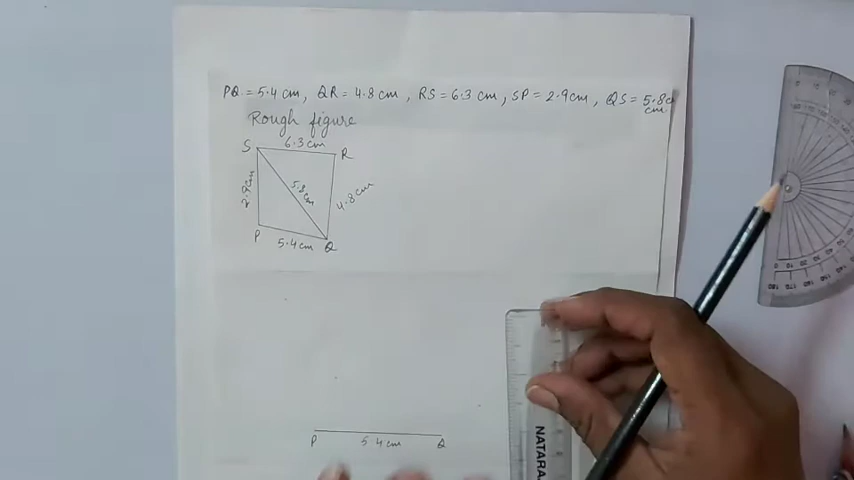 PQ = 5.4 cm, QR = 4.8 cm, RS = 6.3 cm, SP = 2.9 cm, QS = 5.8 c
cm.
Rough figure
S 6.3 cm R
2.9 cm 5.8 cm 4.8 cm
P 5.4 cm Q
P 5.4 cm Q
NATARA